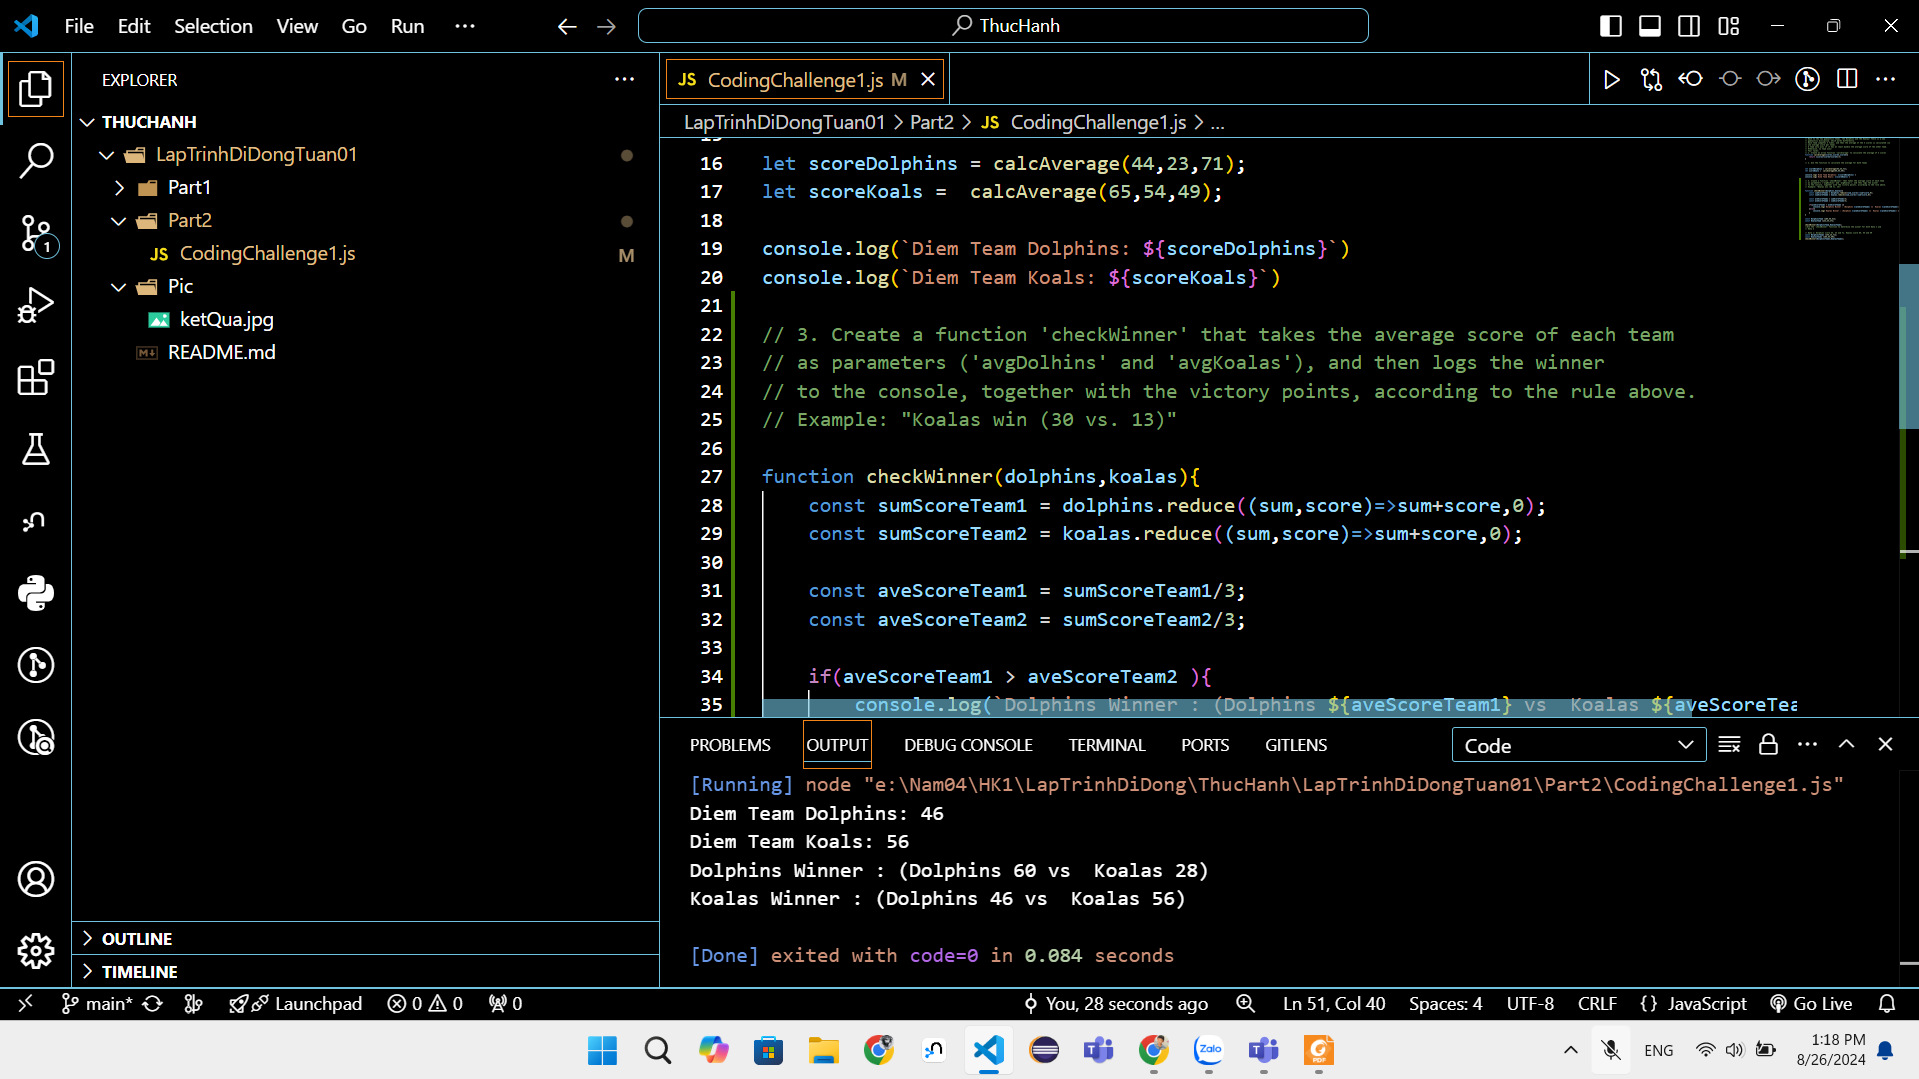 File Edit Selection View Go Run ···
ThucHanh
EXPLORER
THUCHANH
LapTrinhDiDongTuan01
Part1
Part2
JS CodingChallenge1.js M
Pic
ketQua.jpg
README.md
OUTLINE
TIMELINE
1
JS CodingChallenge1.js M
LapTrinhDiDongTuan01 > Part2 > JS CodingChallenge1.js > ...
16 let scoreDolphins = calcAverage(44,23,71);
17 let scoreKoals =  calcAverage(65,54,49);
18
19 console.log(`Diem Team Dolphins: ${scoreDolphins}`)
20 console.log(`Diem Team Koals: ${scoreKoals}`)
21
22 // 3. Create a function 'checkWinner' that takes the average score of each team
23 // as parameters ('avgDolhins' and 'avgKoalas'), and then logs the winner
24 // to the console, together with the victory points, according to the rule above.
25 // Example: "Koalas win (30 vs. 13)"
26
27 function checkWinner(dolphins,koalas){
28 const sumScoreTeam1 = dolphins.reduce((sum,score)=>sum+score,0);
29 const sumScoreTeam2 = koalas.reduce((sum,score)=>sum+score,0);
30
31 const aveScoreTeam1 = sumScoreTeam1/3;
32 const aveScoreTeam2 = sumScoreTeam2/3;
33
34 if(aveScoreTeam1 > aveScoreTeam2 ){
35 console.log(`Dolphins Winner : (Dolphins ${aveScoreTeam1} vs  Koalas ${aveScoreTea
PROBLEMS OUTPUT DEBUG CONSOLE TERMINAL PORTS GITLENS
Code
[Running] node "e:\Nam04\HK1\LapTrinhDiDong\ThucHanh\LapTrinhDiDongTuan01\Part2\CodingChallenge1.js"
Diem Team Dolphins: 46
Diem Team Koals: 56
Dolphins Winner : (Dolphins 60 vs  Koalas 28)
Koalas Winner : (Dolphins 46 vs  Koalas 56)
[Done] exited with code=0 in 0.084 seconds
main* Launchpad 0 0 0 You, 28 seconds ago Ln 51, Col 40 Spaces: 4 UTF-8 CRLF {} JavaScript Go Live
Zalo
PDF
ENG
1:18 PM
8/26/2024